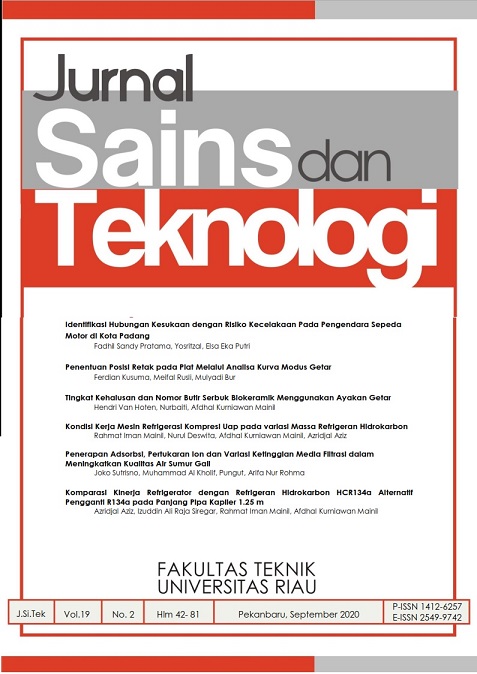 Jurnal
Sains dan
Teknologi
Identifikasi Hubungan Kesukaan dengan Risiko Kecelakaan Pada Pengendara Sepeda
Motor di Kota Padang
Fadhil Sandy Pratama, Yosritzal, Elsa Eka Putri
Penentuan Posisi Retak pada Plat Melalui Analisa Kurva Modus Getar
Ferdian Kusuma, Meifal Rusli, Mulyadi Bur
Tingkat Kehalusan dan Nomor Butir Serbuk Biokeramik Menggunakan Ayakan Getar
Hendri Van Hoten, Nurbaiti, Afdhal Kurniawan Mainil
Kondisi Kerja Mesin Refrigerasi Kompresi Uap pada variasi Massa Refrigeran Hidrokarbon
Rahmat Iman Mainil, Nurul Deswita, Afdhal Kurniawan Mainil, Azridjal Aziz
Penerapan Adsorbsi, Pertukaran Ion dan Variasi Ketinggian Media Filtrasi dalam
Meningkatkan Kualitas Air Sumur Gali
Joko Sutrisno, Muhammad Al Kholif, Pungut, Arifa Nur Rohma
Komparasi Kinerja Refrigerator dengan Refrigeran Hidrokarbon HCR134a Alternatif
Pengganti R134a pada Panjang Pipa Kapiler 1.25 m
Azridjal Aziz, Izuddin Ali Raja Siregar, Rahmat Iman Mainil, Afdhal Kurniawan Mainil
FAKULTAS TEKNIK
UNIVERSITAS RIAU
J.Si.Tek Vol.19 No. 2 Hlm 42- 81 Pekanbaru, September 2020 P-ISSN 1412-6257
E-ISSN 2549-9742